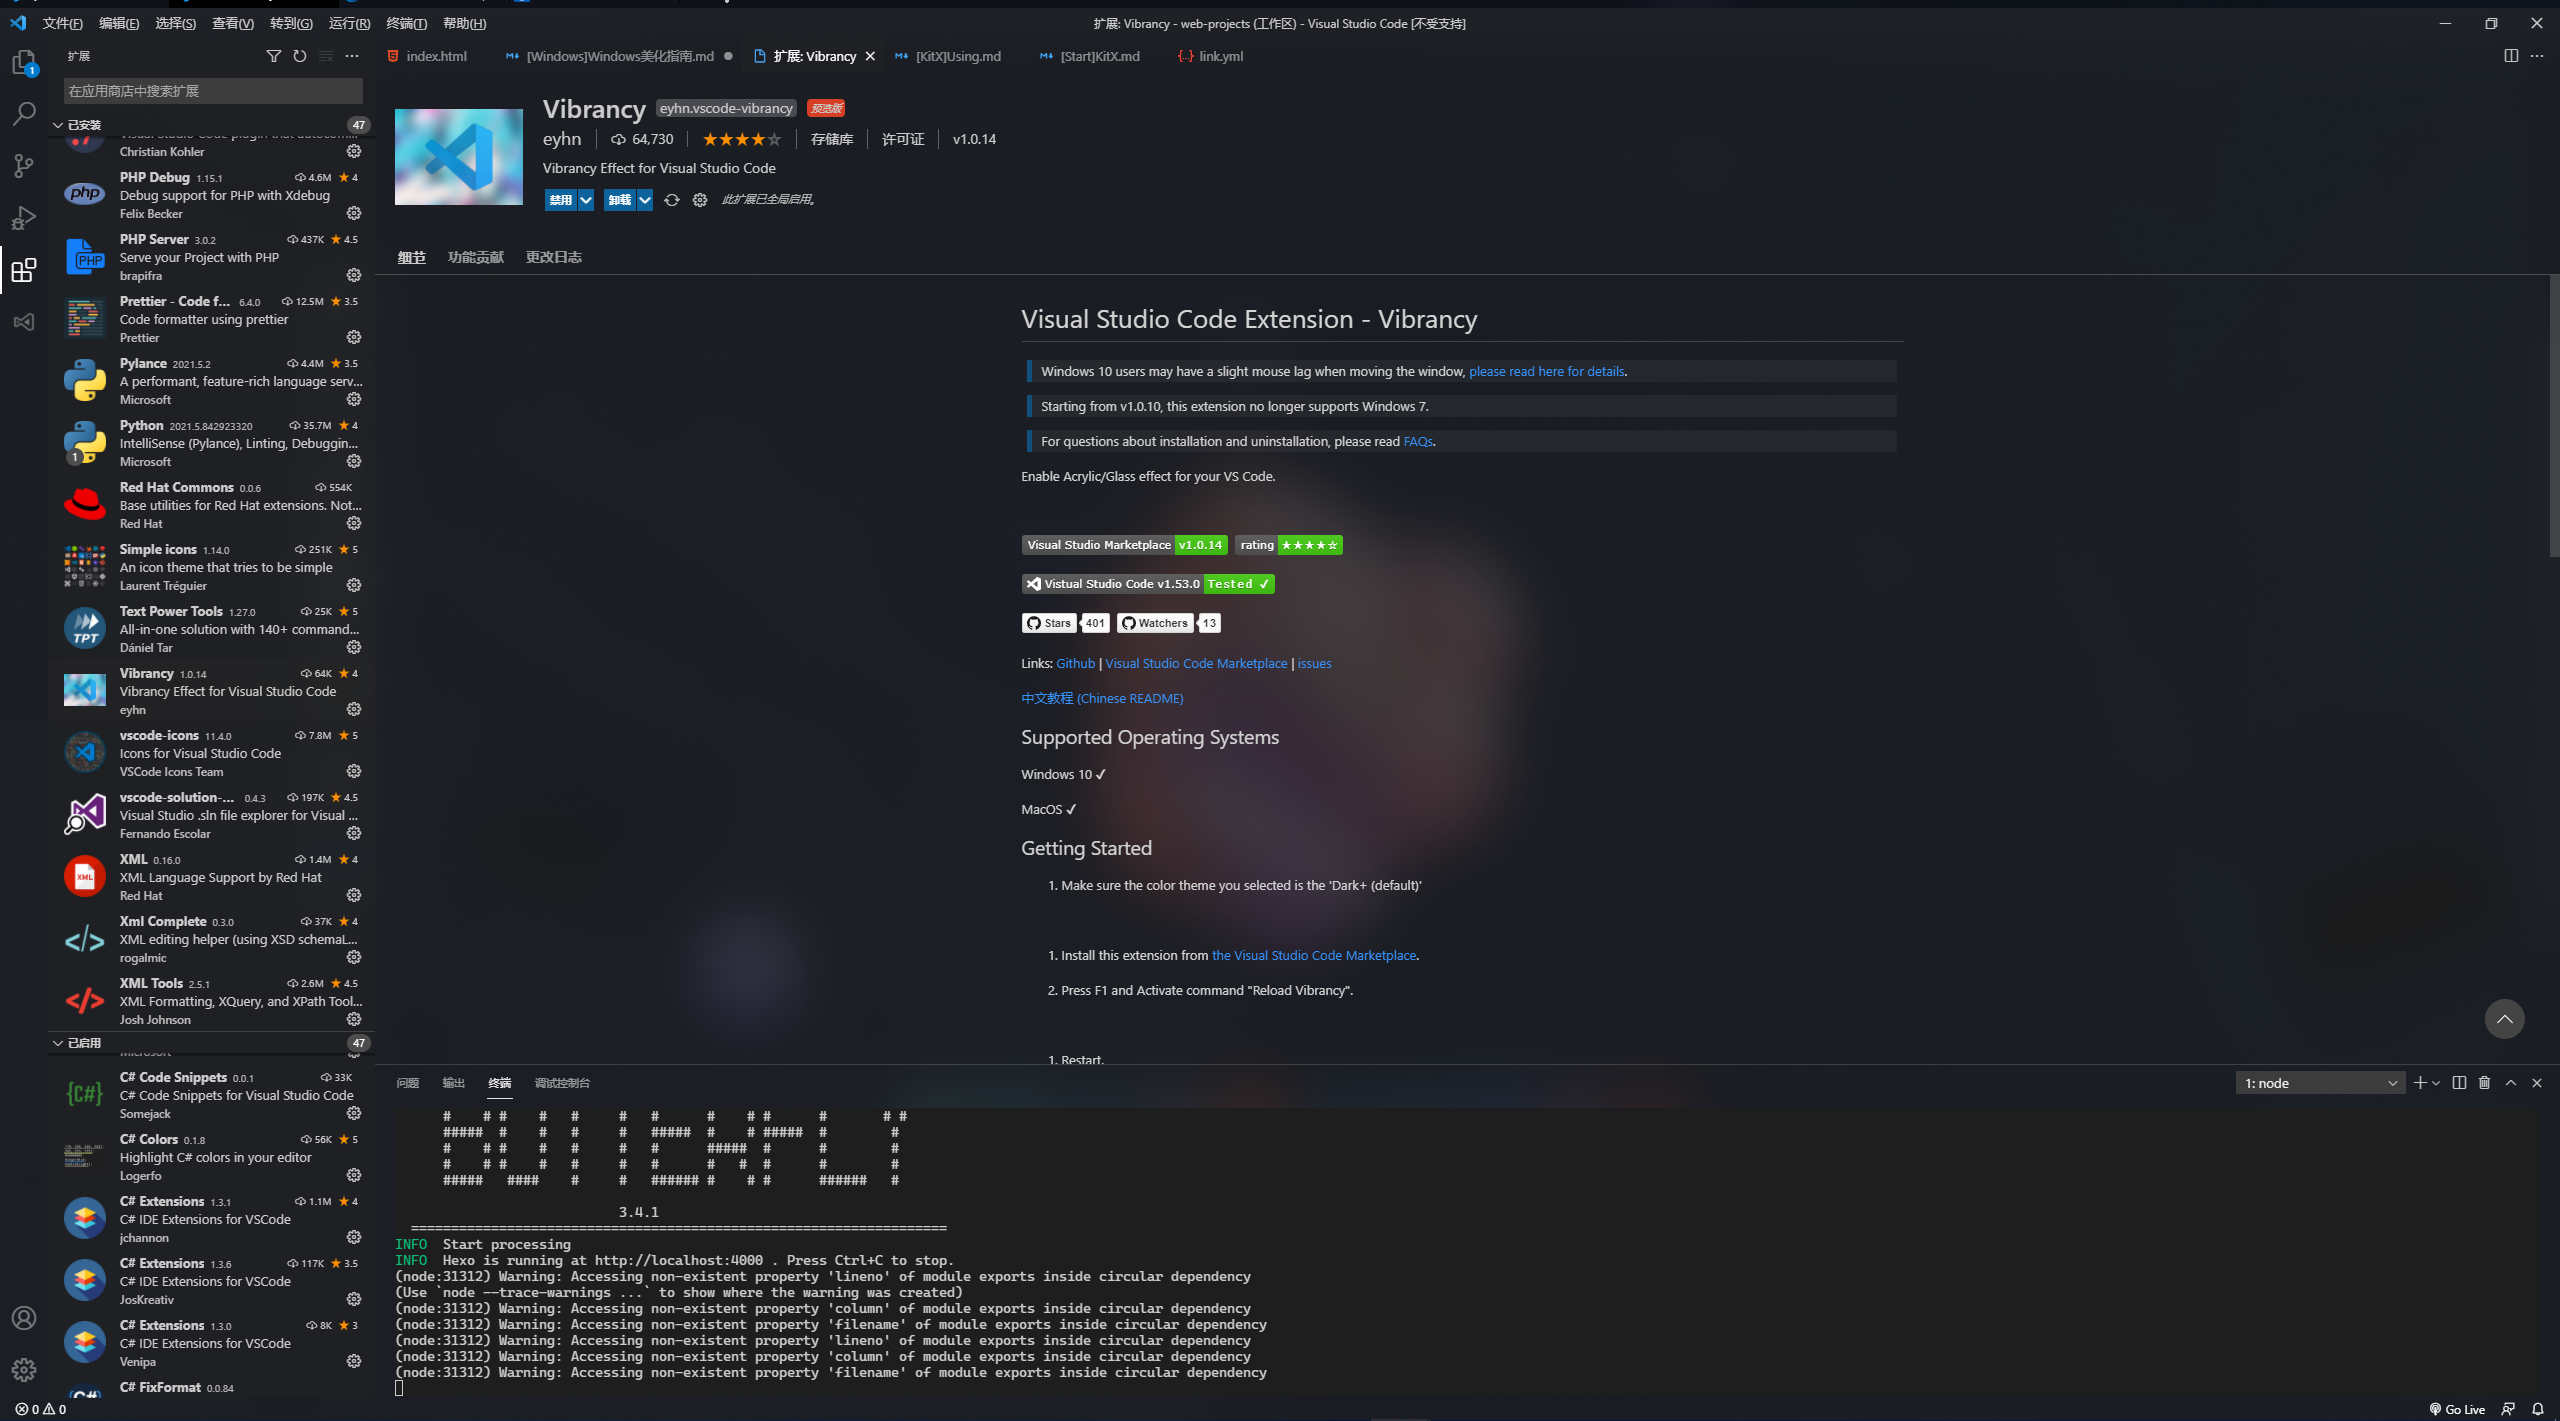 文件(F) 编辑(E) 选择(S) 查看(V) 转到(G) 运行(R) 终端(T) 帮助(H)
扩展: Vibrancy - web-projects (工作区) - Visual Studio Code [不受支持]
扩展
index.html
[Windows]Windows美化指南.md
扩展: Vibrancy
[KitX]Using.md
[Start]KitX.md
link.yml
1
在应用商店中搜索扩展
已安装 47
Christian Kohler
PHP Debug 1.15.1 4.6M ★ 4
Debug support for PHP with Xdebug
Felix Becker
PHP Server 3.0.2 437K ★ 4.5
Serve your Project with PHP
brapifra
Prettier - Code f... 6.4.0 12.5M ★ 3.5
Code formatter using prettier
Prettier
Pylance 2021.5.2 4.4M ★ 3.5
A performant, feature-rich language serv...
Microsoft
Python 2021.5.842923320 35.7M ★ 4
IntelliSense (Pylance), Linting, Debuggin...
1
Microsoft
Red Hat Commons 0.0.6 554K
Base utilities for Red Hat extensions. Not...
Red Hat
Simple icons 1.14.0 251K ★ 5
An icon theme that tries to be simple
Laurent Tréguier
Text Power Tools 1.27.0 25K ★ 5
All-in-one solution with 140+ command...
TPT
Dániel Tar
Vibrancy 1.0.14 64K ★ 4
Vibrancy Effect for Visual Studio Code
eyhn
vscode-icons 11.4.0 7.8M ★ 5
Icons for Visual Studio Code
VSCode Icons Team
vscode-solution-... 0.4.3 197K ★ 4.5
Visual Studio .sln file explorer for Visual ...
Fernando Escolar
XML 0.16.0 1.4M ★ 4
XML Language Support by Red Hat
Red Hat
Xml Complete 0.3.0 37K ★ 4
XML editing helper (using XSD schemaL...
rogalmic
XML Tools 2.5.1 2.6M ★ 4.5
XML Formatting, XQuery, and XPath Tool...
Josh Johnson
已启用 47
C# Code Snippets 0.0.1 33K
C# Code Snippets for Visual Studio Code
Somejack
C# Colors 0.1.8 56K ★ 5
Highlight C# colors in your editor
Logerfo
C# Extensions 1.3.1 1.1M ★ 4
C# IDE Extensions for VSCode
jchannon
C# Extensions 1.3.6 117K ★ 3.5
C# IDE Extensions for VSCode
JosKreativ
C# Extensions 1.3.0 8K ★ 3
C# IDE Extensions for VSCode
Venipa
C# FixFormat 0.0.84
Vibrancy eyhn.vscode-vibrancy 预览版
eyhn 64,730 ★★★★☆ 存储库 许可证 v1.0.14
Vibrancy Effect for Visual Studio Code
禁用 卸载 此扩展已全局启用。
细节 功能贡献 更改日志
Visual Studio Code Extension - Vibrancy
Windows 10 users may have a slight mouse lag when moving the window, please read here for details.
Starting from v1.0.10, this extension no longer supports Windows 7.
For questions about installation and uninstallation, please read FAQs.
Enable Acrylic/Glass effect for your VS Code.
Visual Studio Marketplace v1.0.14 rating ★★★★☆
Vistual Studio Code v1.53.0 Tested ✓
Stars 401 Watchers 13
Links: Github | Visual Studio Code Marketplace | issues
中文教程 (Chinese README)
Supported Operating Systems
Windows 10 ✓
MacOS ✓
Getting Started
1. Make sure the color theme you selected is the 'Dark+ (default)'
1. Install this extension from the Visual Studio Code Marketplace.
2. Press F1 and Activate command "Reload Vibrancy".
1. Restart.
问题 输出 终端 调试控制台
1: node
BUTTERFLY
3.4.1
===================================================================
INFO  Start processing
INFO  Hexo is running at http://localhost:4000 . Press Ctrl+C to stop.
(node:31312) Warning: Accessing non-existent property 'lineno' of module exports inside circular dependency
(Use `node --trace-warnings ...` to show where the warning was created)
(node:31312) Warning: Accessing non-existent property 'column' of module exports inside circular dependency
(node:31312) Warning: Accessing non-existent property 'filename' of module exports inside circular dependency
(node:31312) Warning: Accessing non-existent property 'lineno' of module exports inside circular dependency
(node:31312) Warning: Accessing non-existent property 'column' of module exports inside circular dependency
(node:31312) Warning: Accessing non-existent property 'filename' of module exports inside circular dependency
0 0
Go Live